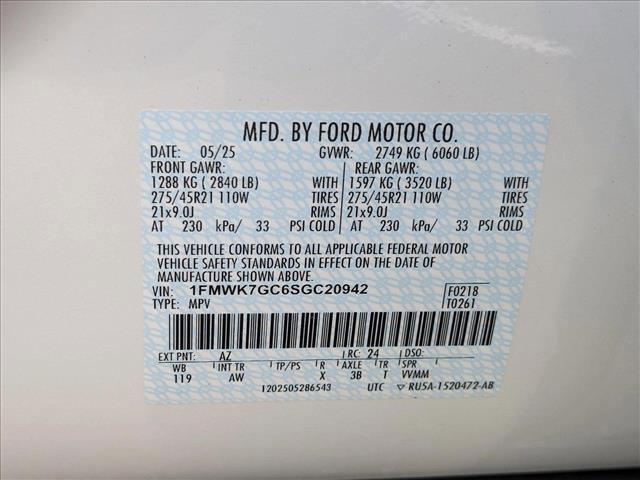 MFD. BY FORD MOTOR CO.
DATE: 05/25 GVWR: 2749 KG ( 6060 LB)
FRONT GAWR: REAR GAWR:
1288 KG ( 2840 LB) WITH 1597 KG ( 3520 LB) WITH
275/45R21 110W TIRES 275/45R21 110W TIRES
21x9.0J RIMS 21x9.0J RIMS
AT 230 kPa/ 33 PSI COLD AT 230 kPa/ 33 PSI COLD
THIS VEHICLE CONFORMS TO ALL APPLICABLE FEDERAL MOTOR
VEHICLE SAFETY STANDARDS IN EFFECT ON THE DATE OF
MANUFACTURE SHOWN ABOVE.
VIN: 1FMWK7GC6SGC20942 F0218
TYPE: MPV T0261
EXT PNT: AZ RC: 24 DSO:
WB INT TR TP/PS R AXLE TR SPR
119 AW X 3B T VVMM
1202505286543 UTC ▽ RU5A-1520472-AB